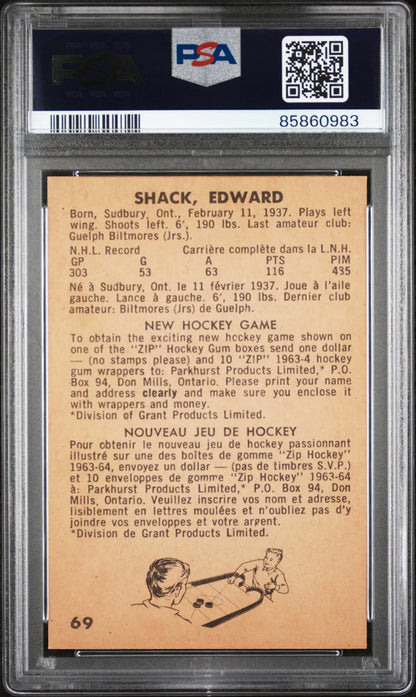 PSA
PSA
85860983
SHACK, EDWARD
Born, Sudbury, Ont., February 11, 1937. Plays left
wing. Shoots left. 6', 190 lbs. Last amateur club:
Guelph Biltmores (Jrs.).
N.H.L. Record Carrière complète dans la L.N.H.
GP G A PTS PIM
303 53 63 116 435
Né à Sudbury, Ont. le 11 février 1937. Joue à l'aile
gauche. Lance à gauche. 6', 190 lbs. Dernier club
amateur: Biltmores (Jrs) de Guelph.
NEW HOCKEY GAME
To obtain the exciting new hockey game shown on
one of the "ZIP" Hockey Gum boxes send one dollar
— (no stamps please) and 10 "ZIP" 1963-4 hockey
gum wrappers to: Parkhurst Products Limited,* P.O.
Box 94, Don Mills, Ontario. Please print your name
and address clearly and make sure you enclose it
with wrappers and money.
*Division of Grant Products Limited.
NOUVEAU JEU DE HOCKEY
Pour obtenir le nouveau jeu de hockey passionnant
illustré sur une des boîtes de gomme "Zip Hockey"
1963-64, envoyez un dollar — (pas de timbres S.V.P.)
et 10 enveloppes de gomme "Zip Hockey" 1963-64
à: Parkhurst Products Limited,* P.O. Box 94, Don
Mills, Ontario. Veuillez inscrire vos nom et adresse,
lisiblement en lettres moulées et n'oubliez pas d'y
joindre vos enveloppes et votre argent.
*Division de Grant Products Limited.
69